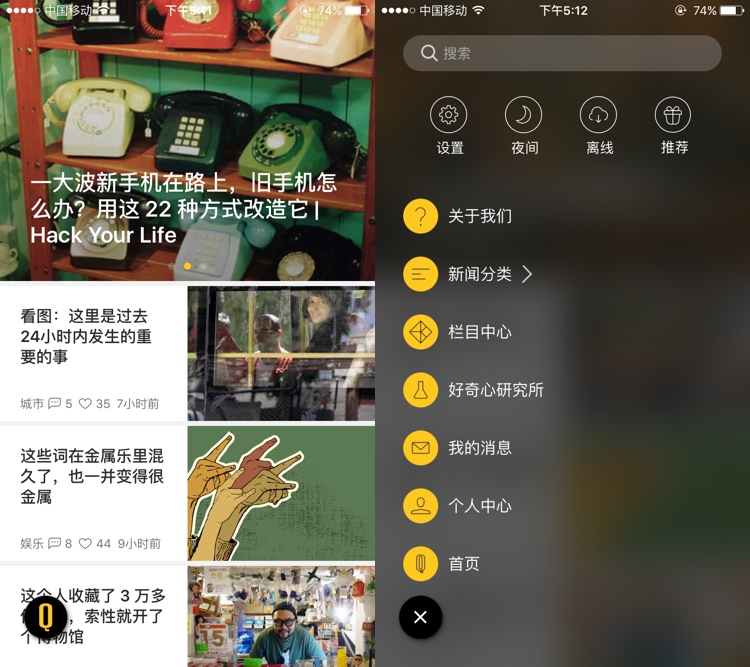 中国移动 下午5:11 74%
一大波新手机在路上，旧手机怎
么办？用这 22 种方式改造它 |
Hack Your Life
看图：这里是过去
24小时内发生的重
要的事
城市 5 35 7小时前
这些词在金属乐里混
久了，也一并变得很
金属
娱乐 8 44 9小时前
这个人收藏了 3 万多
，索性就开了
个博物馆
Q
15
中国移动 下午5:12 74%
搜索
设置 夜间 离线 推荐
关于我们
新闻分类
栏目中心
好奇心研究所
我的消息
个人中心
首页